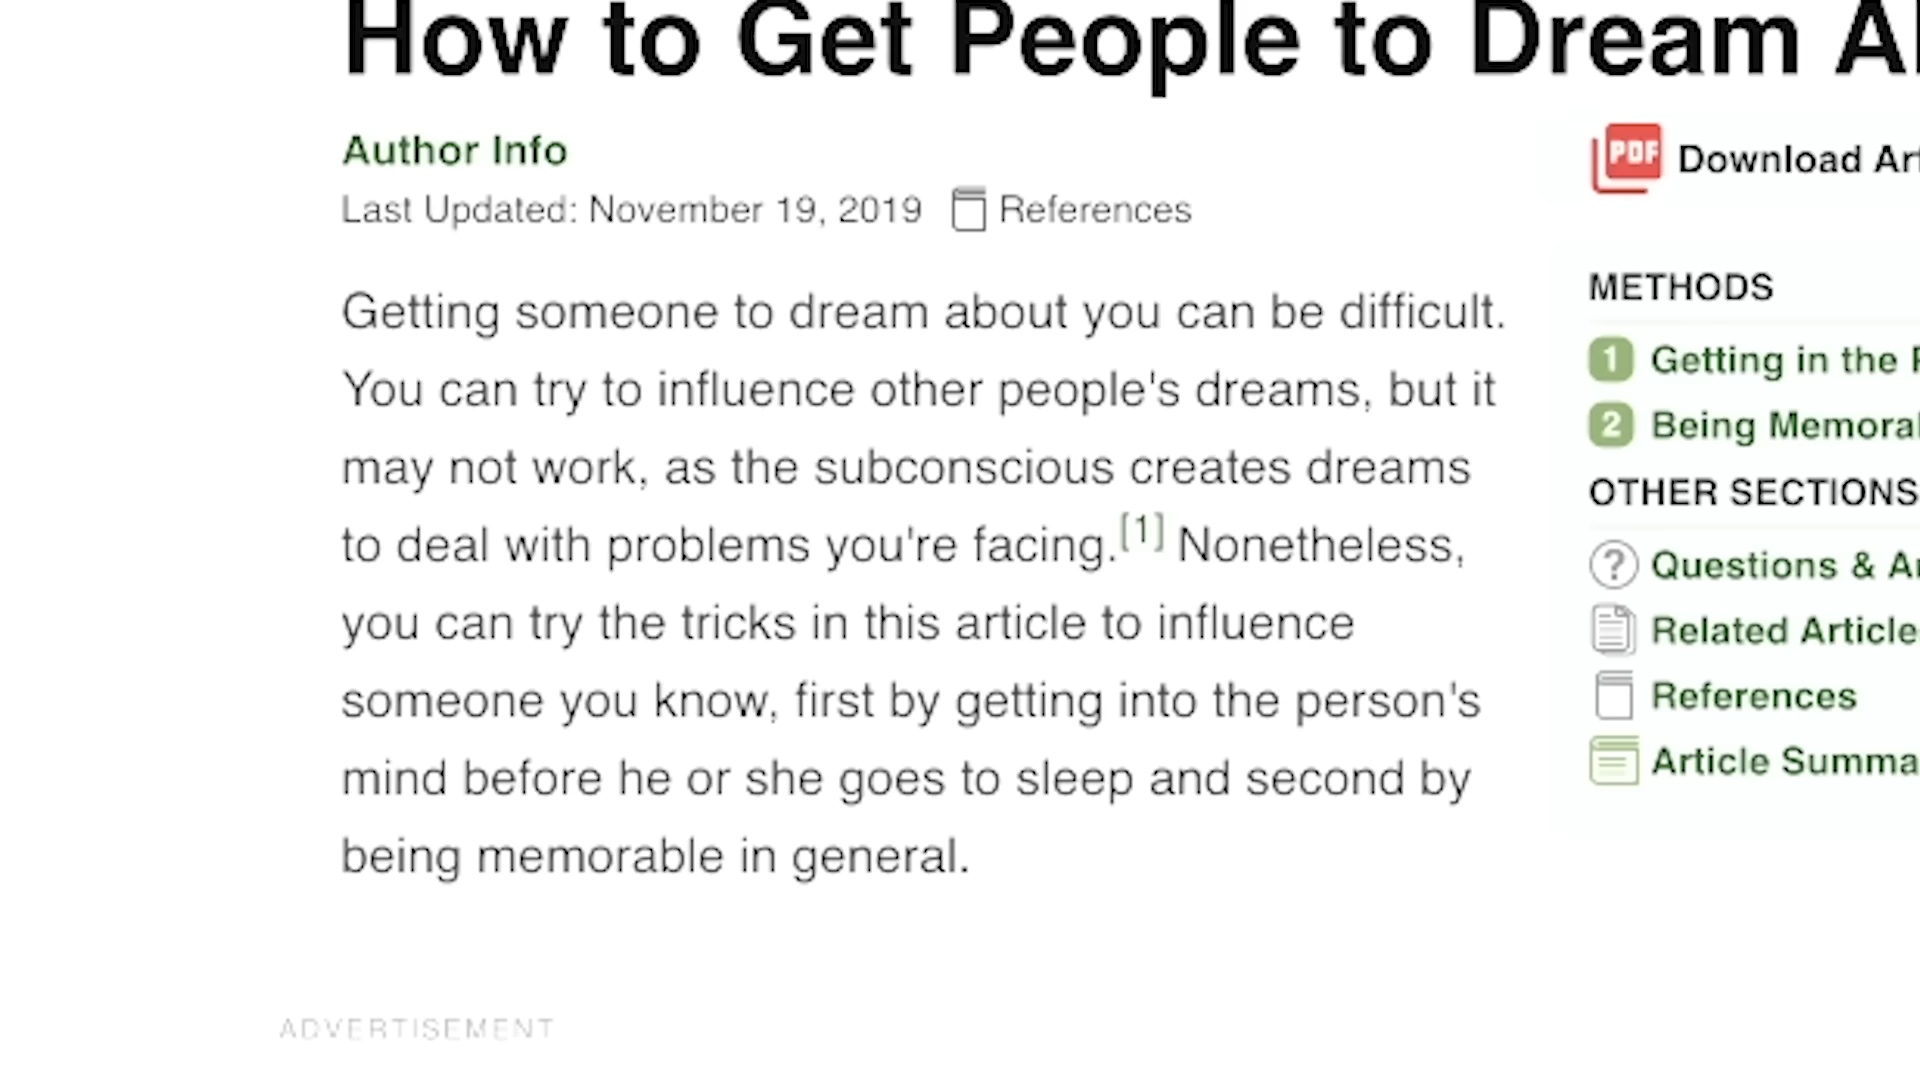 How to Get People to Dream
Author Info
Last Updated: November 19, 2019 References
Getting someone to dream about you can be difficult.
You can try to influence other people's dreams, but it
may not work, as the subconscious creates dreams
to deal with problems you're facing.[1] Nonetheless,
you can try the tricks in this article to influence
someone you know, first by getting into the person's
mind before he or she goes to sleep and second by
being memorable in general.
ADVERTISEMENT
PDF Download
METHODS
1 Getting in the
2 Being
OTHER SECTIONS
? Questions &
Related
References
Article